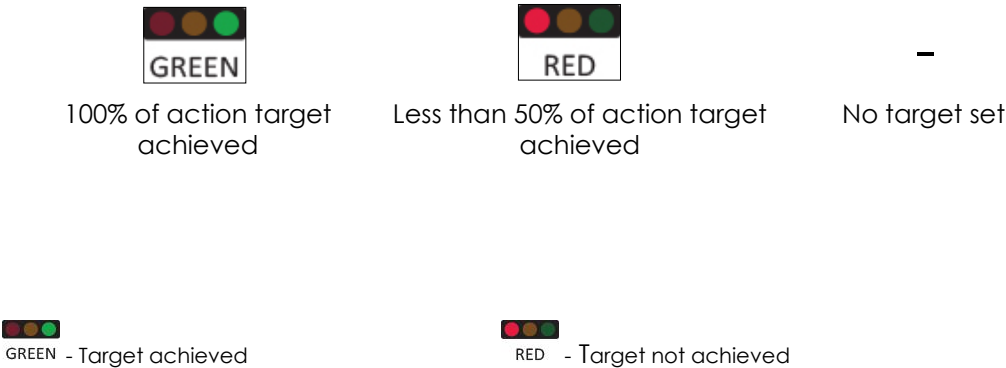 GREEN
RED
-
100% of action target
achieved
Less than 50% of action target
achieved
No target set
GREEN - Target achieved
RED - Target not achieved